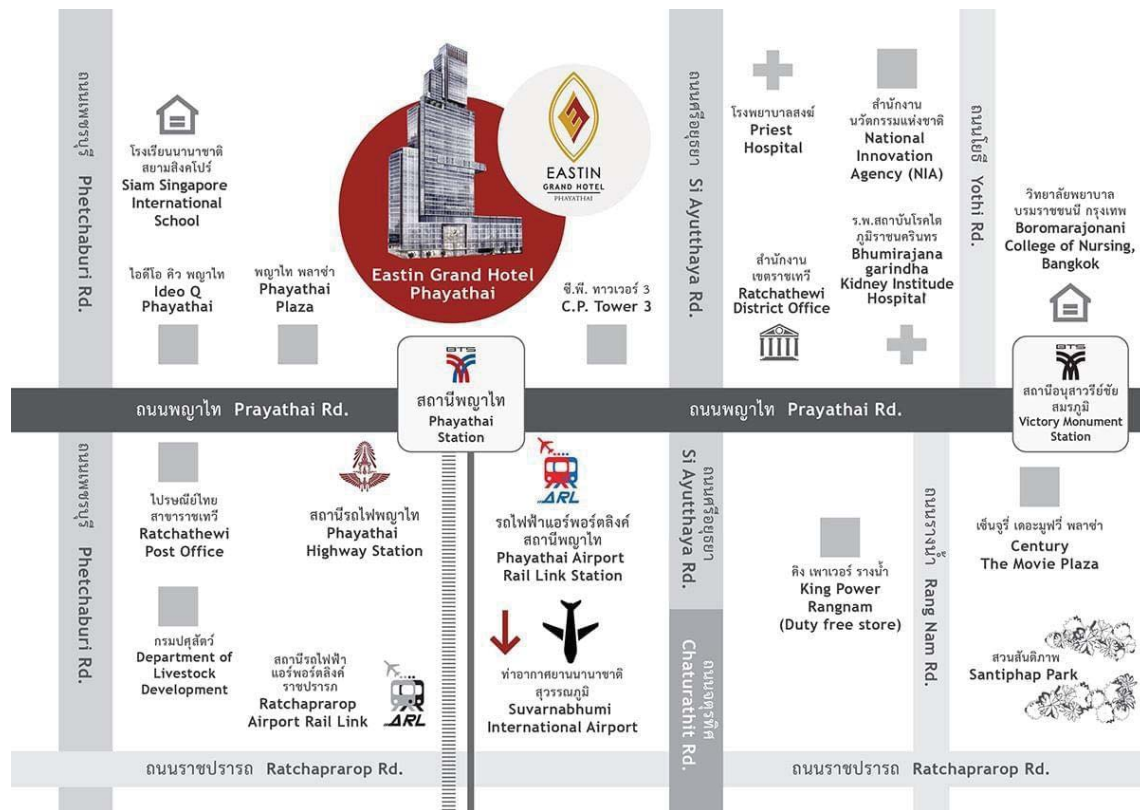 ถนนเพชรบุรี Phetchaburi Rd.
โรงเรียนนานาชาติ
สยามสิงคโปร์
Siam Singapore
International
School
ไอดีโอ คิว พญาไท
Ideo Q
Phayathai
พญาไท พลาซ่า
Phayathai
Plaza
Eastin Grand Hotel
Phayathai
EASTIN
GRAND HOTEL
PHAYATHAI
ซี.พี. ทาวเวอร์ 3
C.P. Tower 3
ถนนศรีอยุธยา Si Ayutthaya Rd.
โรงพยาบาลสงฆ์
Priest
Hospital
สำนักงาน
นวัตกรรมแห่งชาติ
National
Innovation
Agency (NIA)
สำนักงาน
เขตราชเทวี
Ratchathewi
District Office
ร.พ.สถาบันโรคไต
ภูมิราชนครินทร
Bhumirajana
garindha
Kidney Institude
Hospital
ถนนโยธี Yothi Rd.
วิทยาลัยพยาบาล
บรมราชชนนี กรุงเทพ
Boromarajonani
College of Nursing,
Bangkok
ถนนพญาไท Prayathai Rd.
BTS
สถานีพญาไท
Phayathai
Station
ถนนพญาไท Prayathai Rd.
BTS
สถานีอนุสาวรีย์ชัย
สมรภูมิ
Victory Monument
Station
ถนนเพชรบุรี Phetchaburi Rd.
ไปรษณีย์ไทย
สาขาราชเทวี
Ratchathewi
Post Office
กรมปศุสัตว์
Department of
Livestock
Development
สถานีรถไฟพญาไท
Phayathai
Highway Station
สถานีรถไฟฟ้า
แอร์พอร์ตลิงค์
ราชปรารภ
Ratchaprarop
Airport Rail Link
ARL
ARL
รถไฟฟ้าแอร์พอร์ตลิงค์
สถานีพญาไท
Phayathai Airport
Rail Link Station
ท่าอากาศยานนานาชาติ
สุวรรณภูมิ
Suvarnabhumi
International Airport
ถนนศรีอยุธยา
Si Ayutthaya Rd.
ถนนจตุรทิศ
Chaturathit Rd.
คิง เพาเวอร์ รางน้ำ
King Power
Rangnam
(Duty free store)
ถนนรางน้ำ Rang Nam Rd.
เซ็นจูรี่ เดอะมูฟวี่ พลาซ่า
Century
The Movie Plaza
สวนสันติภาพ
Santiphap Park
ถนนราชปรารถ Ratchaprarop Rd.
ถนนราชปรารถ Ratchaprarop Rd.